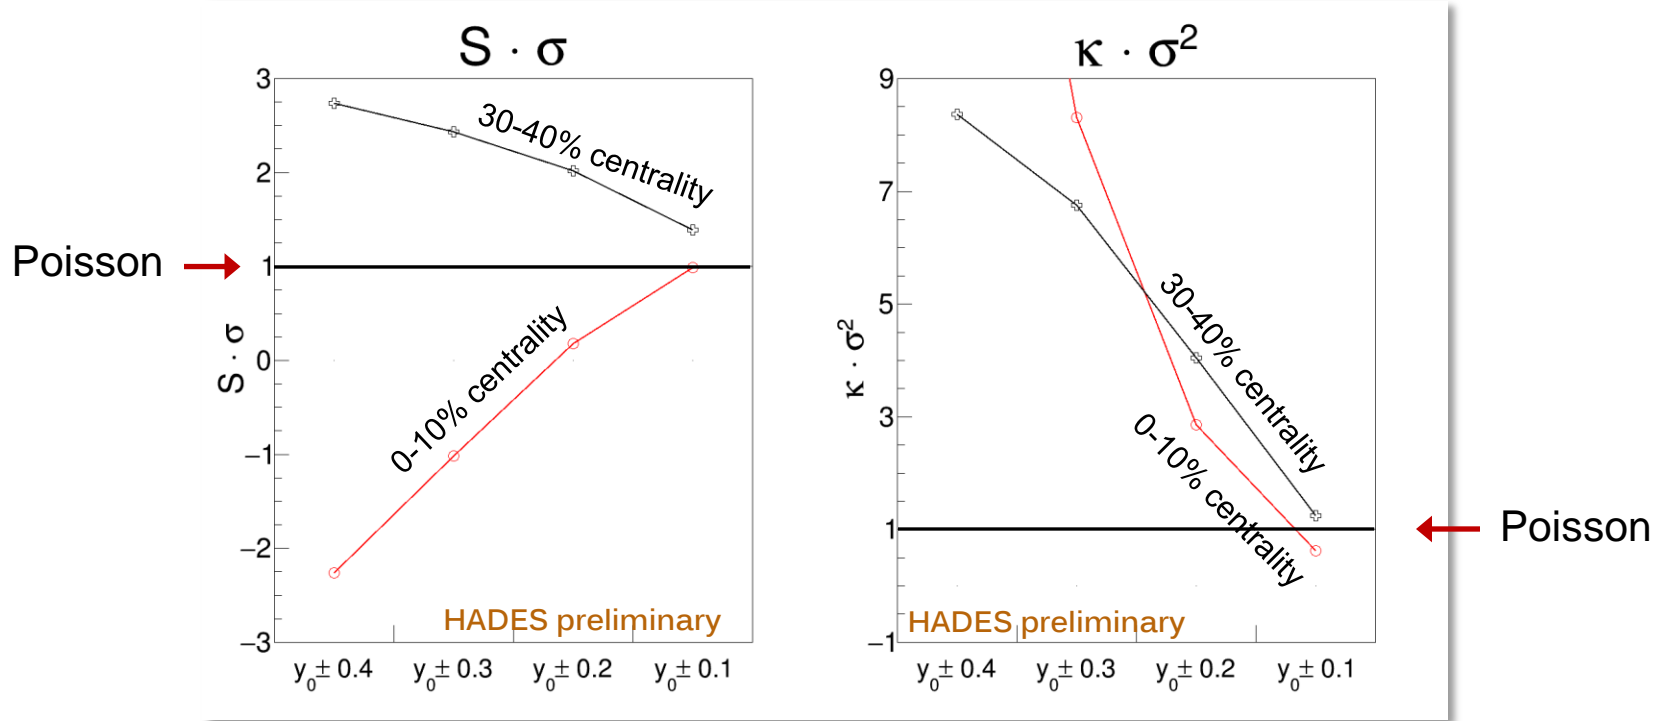 S · σ
3
2
1
0
−1
−2
−3
S · σ
30-40% centrality
0-10% centrality
HADES preliminary
y₀± 0.4
y₀± 0.3
y₀± 0.2
y₀± 0.1
Poisson
κ · σ²
9
7
5
3
1
−1
κ · σ²
30-40% centrality
0-10% centrality
HADES preliminary
y₀± 0.4
y₀± 0.3
y₀± 0.2
y₀± 0.1
Poisson